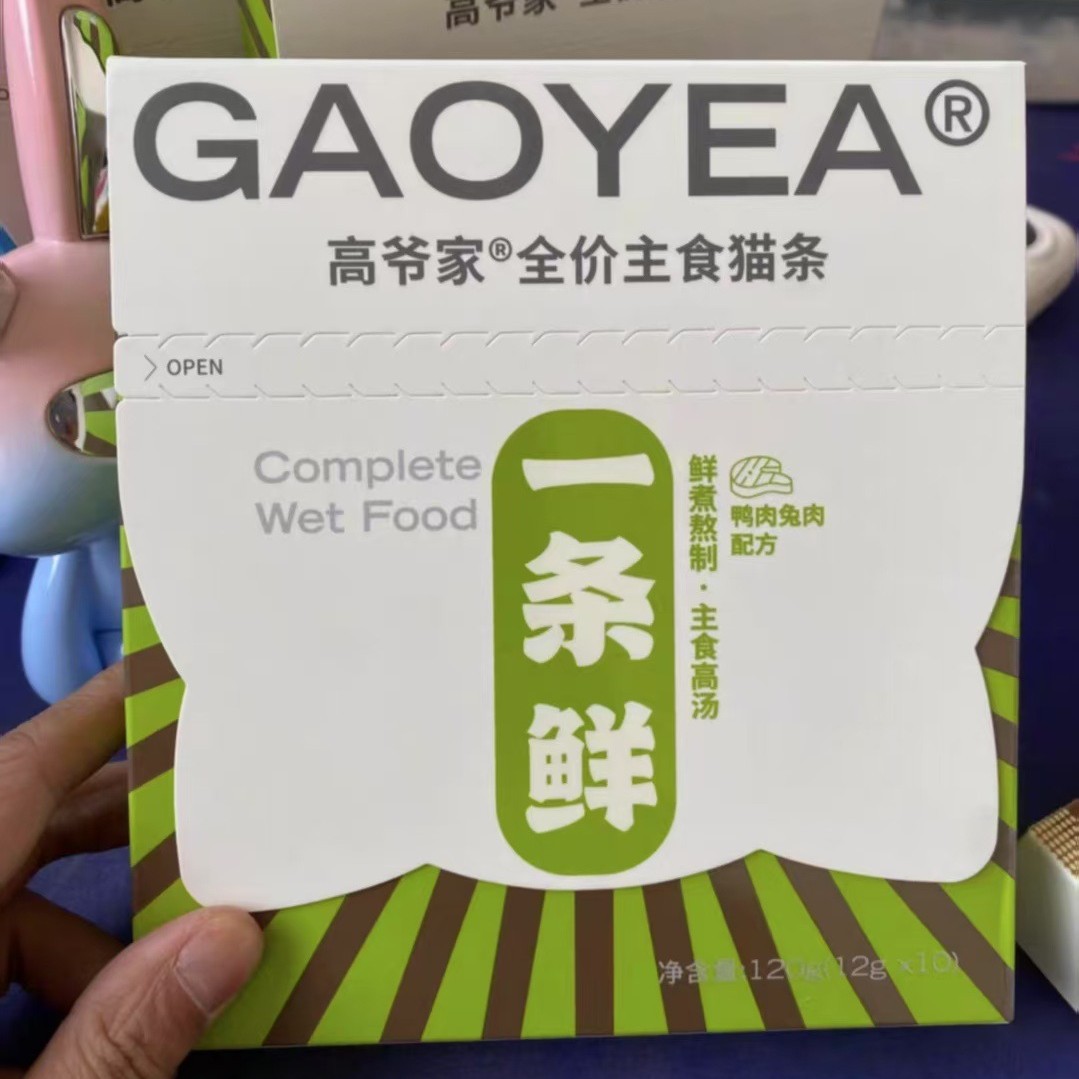 GAOYEA®
高爷家®全价主食猫条
OPEN
Complete
Wet Food
一条鲜
鲜煮熬制·主食高汤
鸭肉兔肉
配方
净含量:120g(12g x10)